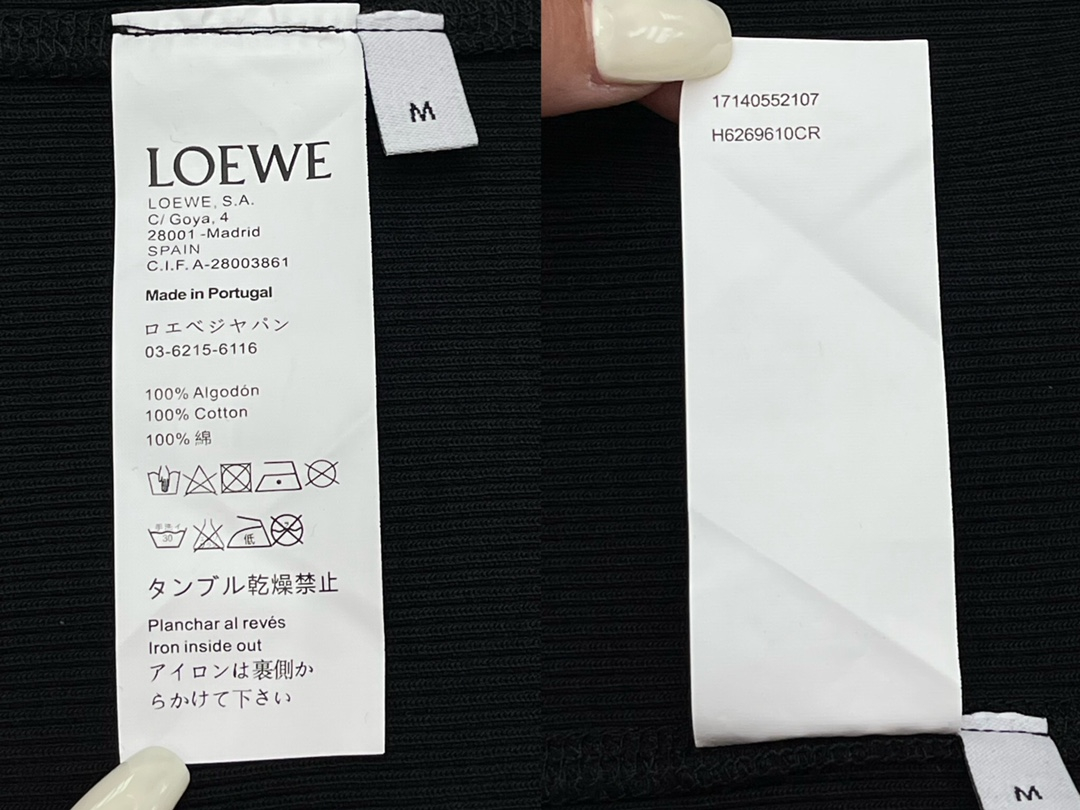 M
LOEWE
LOEWE, S.A.
C/ Goya, 4
28001 -Madrid
SPAIN
C.I.F. A-28003861
Made in Portugal
ロエベジヤパン
03-6215-6116
100% Algodón
100% Cotton
100% 綿
30
低
タンブル乾燥禁止
Planchar al revés
Iron inside out
アイロンは裏側か
らかけて下さい
17140552107
H6269610CR
M